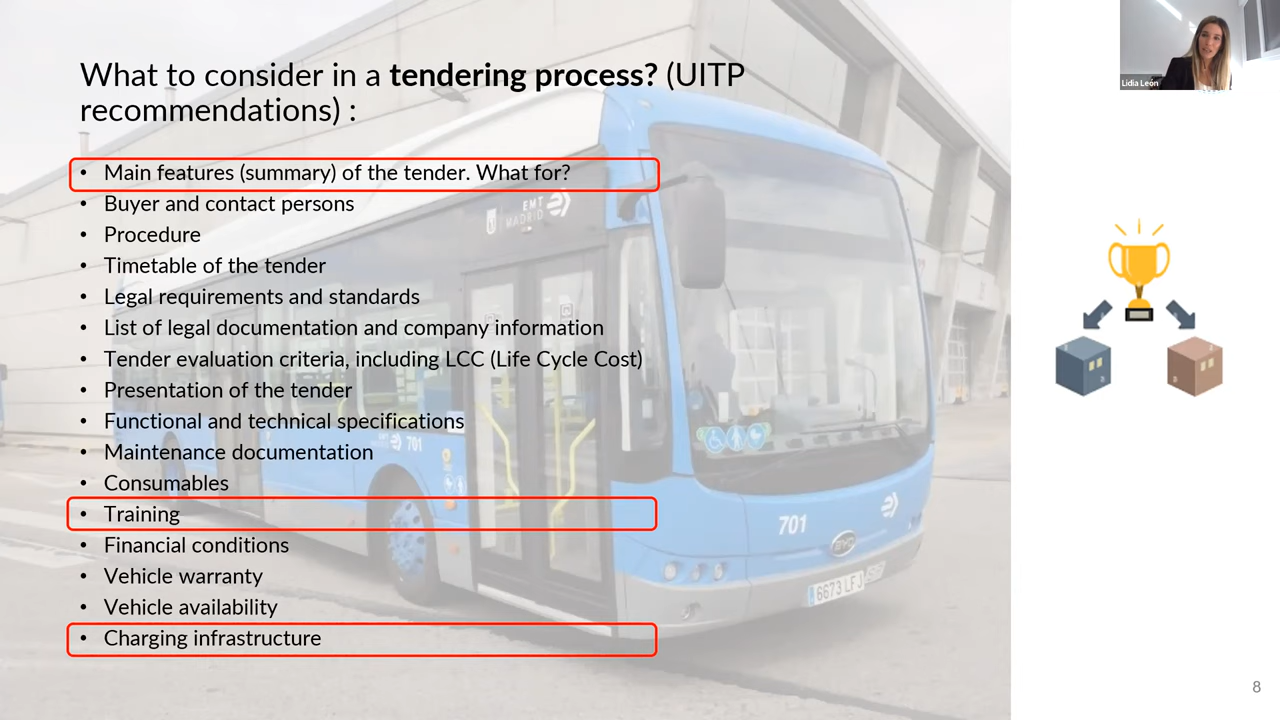 What to consider in a tendering process? (UITP
recommendations) :
• Main features (summary) of the tender. What for?
• Buyer and contact persons
• Procedure
• Timetable of the tender
• Legal requirements and standards
• List of legal documentation and company information
• Tender evaluation criteria, including LCC (Life Cycle Cost)
• Presentation of the tender
• Functional and technical specifications
• Maintenance documentation
• Consumables
• Training
• Financial conditions
• Vehicle warranty
• Vehicle availability
• Charging infrastructure
Lidia León
EMT
MADRID
701
701
BYD
6673 LFJ
8